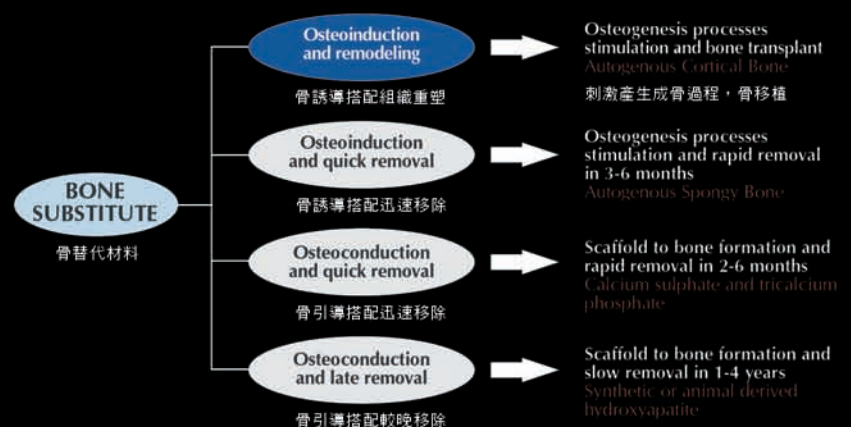 BONE
SUBSTITUTE
骨替代材料
Osteoinduction
and remodeling
骨誘導搭配組織重塑
Osteogenesis processes
stimulation and bone transplant
Autogenous Cortical Bone
刺激產生成骨過程，骨移植
Osteoinduction
and quick removal
骨誘導搭配迅速移除
Osteogenesis processes
stimulation and rapid removal
in 3-6 months
Autogenous Spongy Bone
Osteoconduction
and quick removal
骨引導搭配迅速移除
Scaffold to bone formation and
rapid removal in 2-6 months
Calcium sulphate and tricalcium
phosphate
Osteoconduction
and late removal
骨引導搭配較晚移除
Scaffold to bone formation and
slow removal in 1-4 years
Synthetic or animal derived
hydroxyapatite